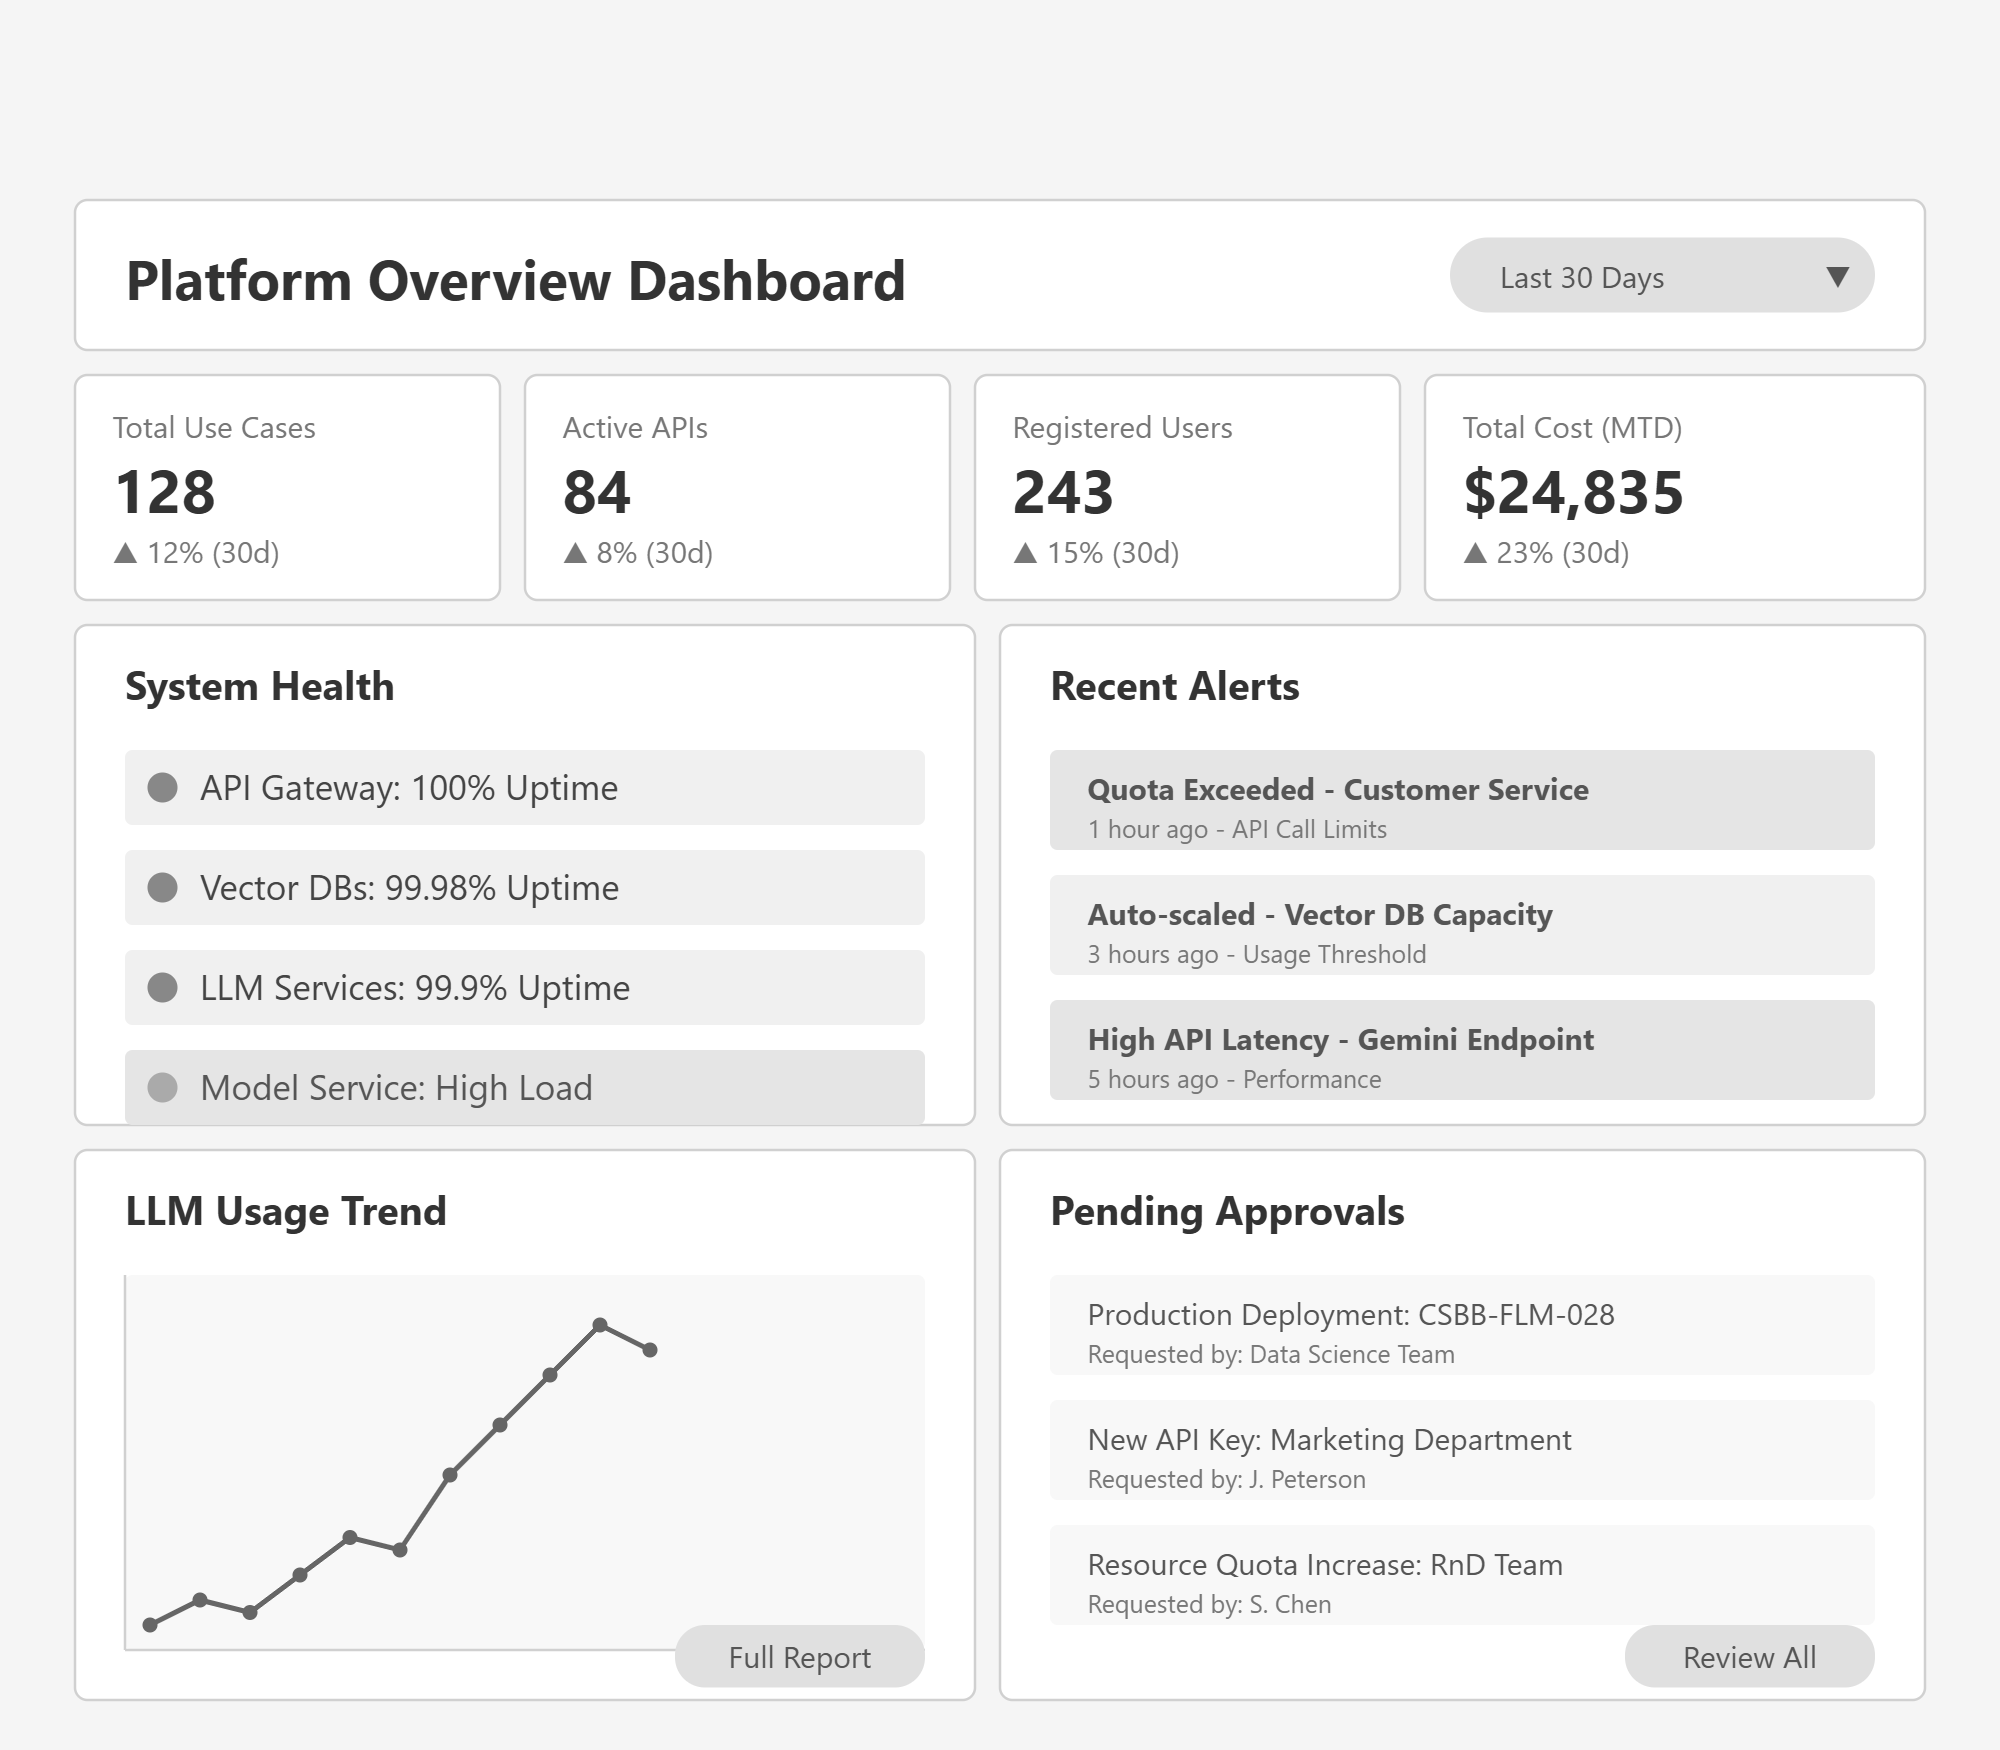 Platform Overview Dashboard
Last 30 Days ▼
Total Use Cases
128
▲ 12% (30d)
Active APIs
84
▲ 8% (30d)
Registered Users
243
▲ 15% (30d)
Total Cost (MTD)
$24,835
▲ 23% (30d)
System Health
API Gateway: 100% Uptime
Vector DBs: 99.98% Uptime
LLM Services: 99.9% Uptime
Model Service: High Load
Recent Alerts
Quota Exceeded - Customer Service
1 hour ago - API Call Limits
Auto-scaled - Vector DB Capacity
3 hours ago - Usage Threshold
High API Latency - Gemini Endpoint
5 hours ago - Performance
LLM Usage Trend
Full Report
Pending Approvals
Production Deployment: CSBB-FLM-028
Requested by: Data Science Team
New API Key: Marketing Department
Requested by: J. Peterson
Resource Quota Increase: RnD Team
Requested by: S. Chen
Review All